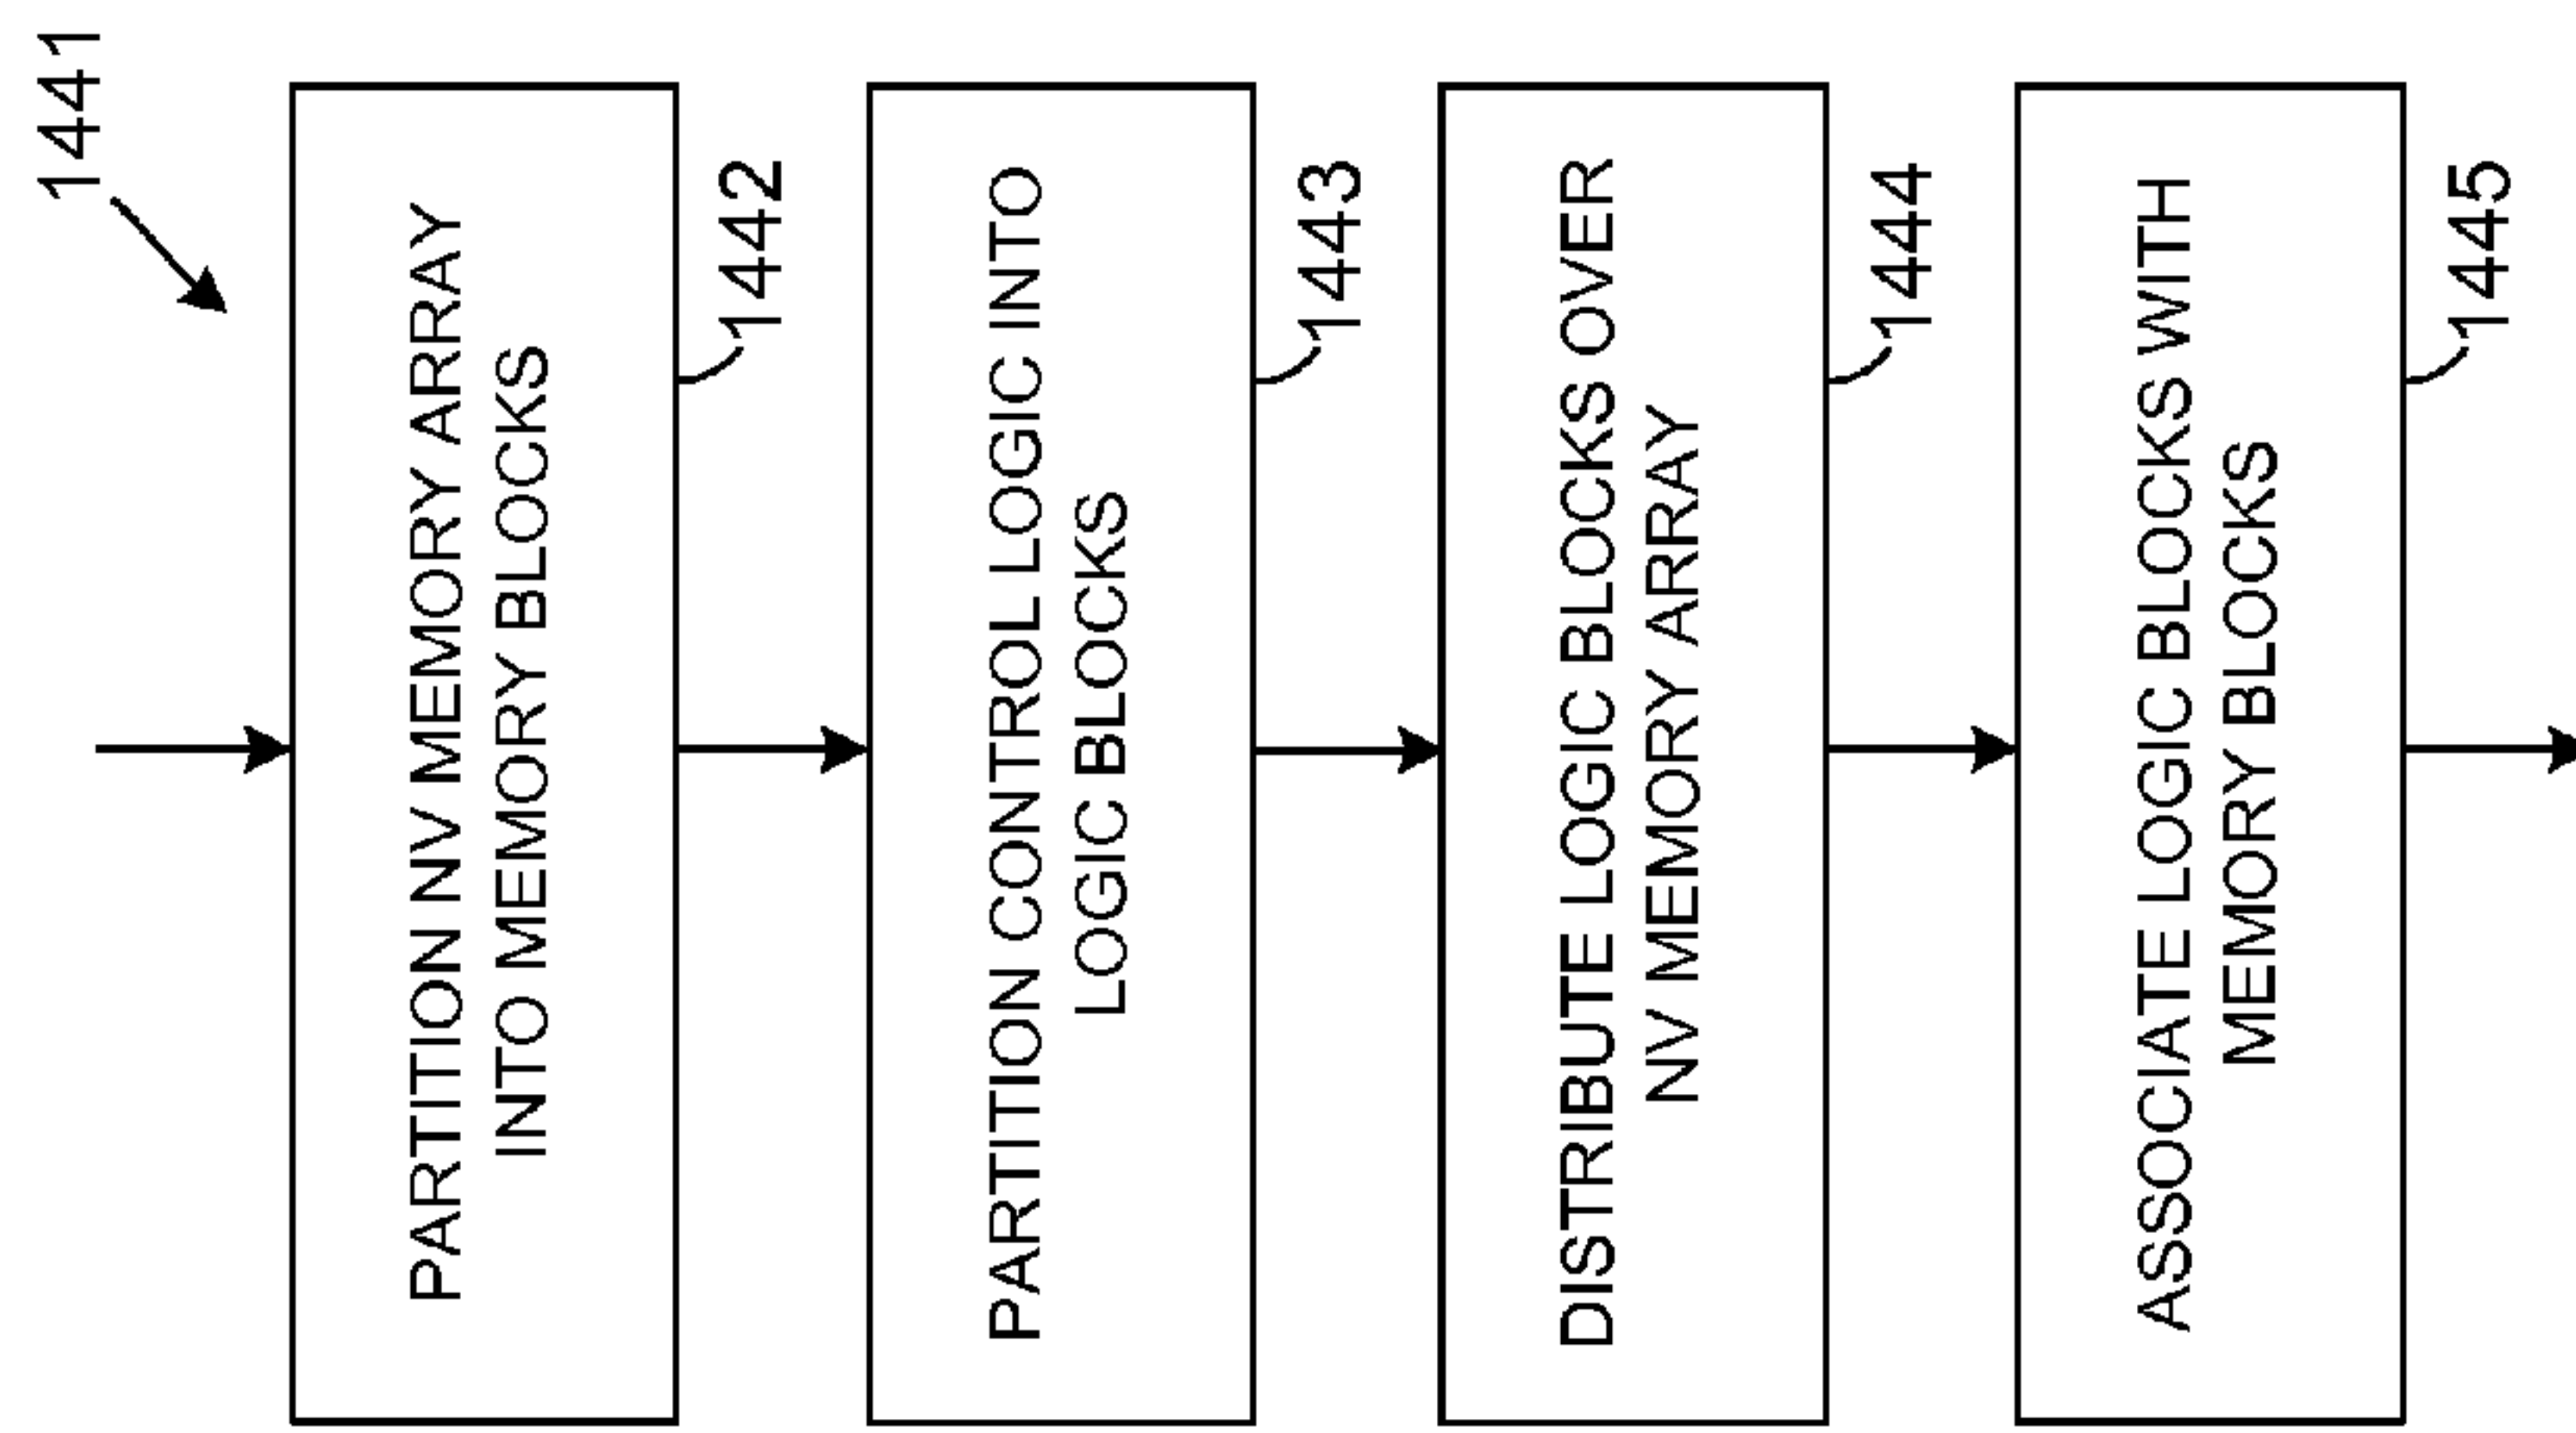 1441
PARTITION NV MEMORY ARRAY
INTO MEMORY BLOCKS
1442
PARTITION CONTROL LOGIC INTO
LOGIC BLOCKS
1443
DISTRIBUTE LOGIC BLOCKS OVER
NV MEMORY ARRAY
1444
ASSOCIATE LOGIC BLOCKS WITH
MEMORY BLOCKS
1445